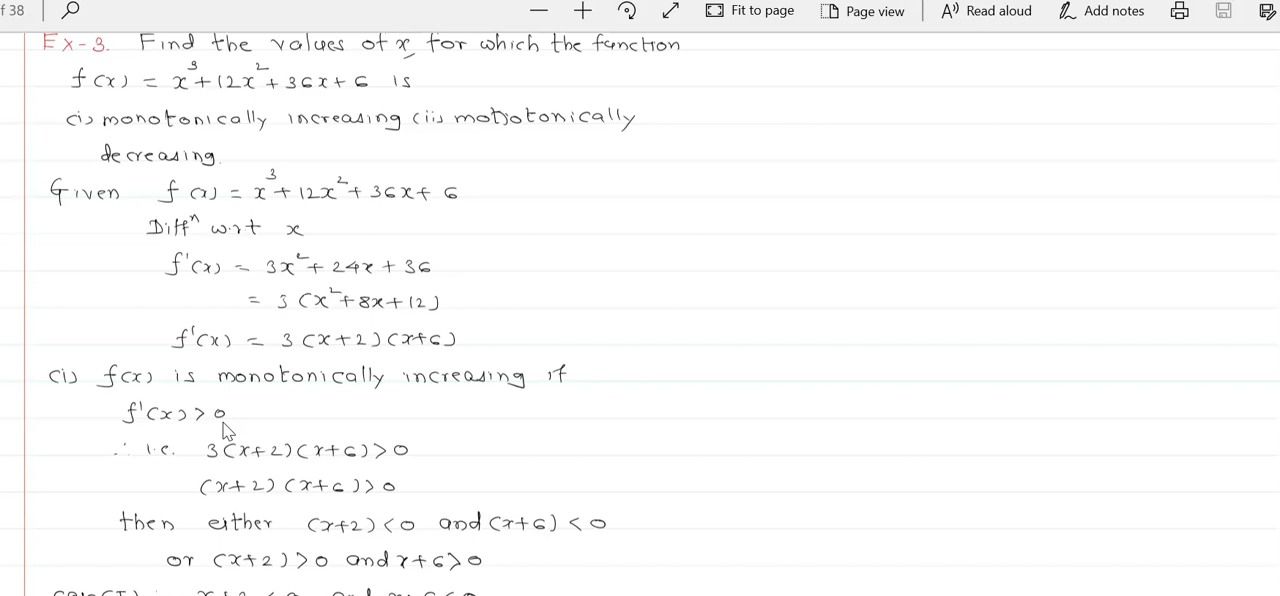 f 38 Fit to page Page view Read aloud Add notes
Ex-3. Find the values of x for which the function
f(x) = x³+12x²+36x+6 is
(i) monotonically increasing (ii) motonically
decreasing.
Given f(x) = x³+12x²+36x+6
Diffⁿ w.r.t x
f'(x) = 3x²+24x+36
= 3(x²+8x+12)
f'(x) = 3(x+2)(x+6)
(i) f(x) is monotonically increasing if
f'(x)>0
∴ i.e. 3(x+2)(x+6)>0
(x+2)(x+6)>0
then either (x+2)<0 and (x+6)<0
or (x+2)>0 and x+6>0